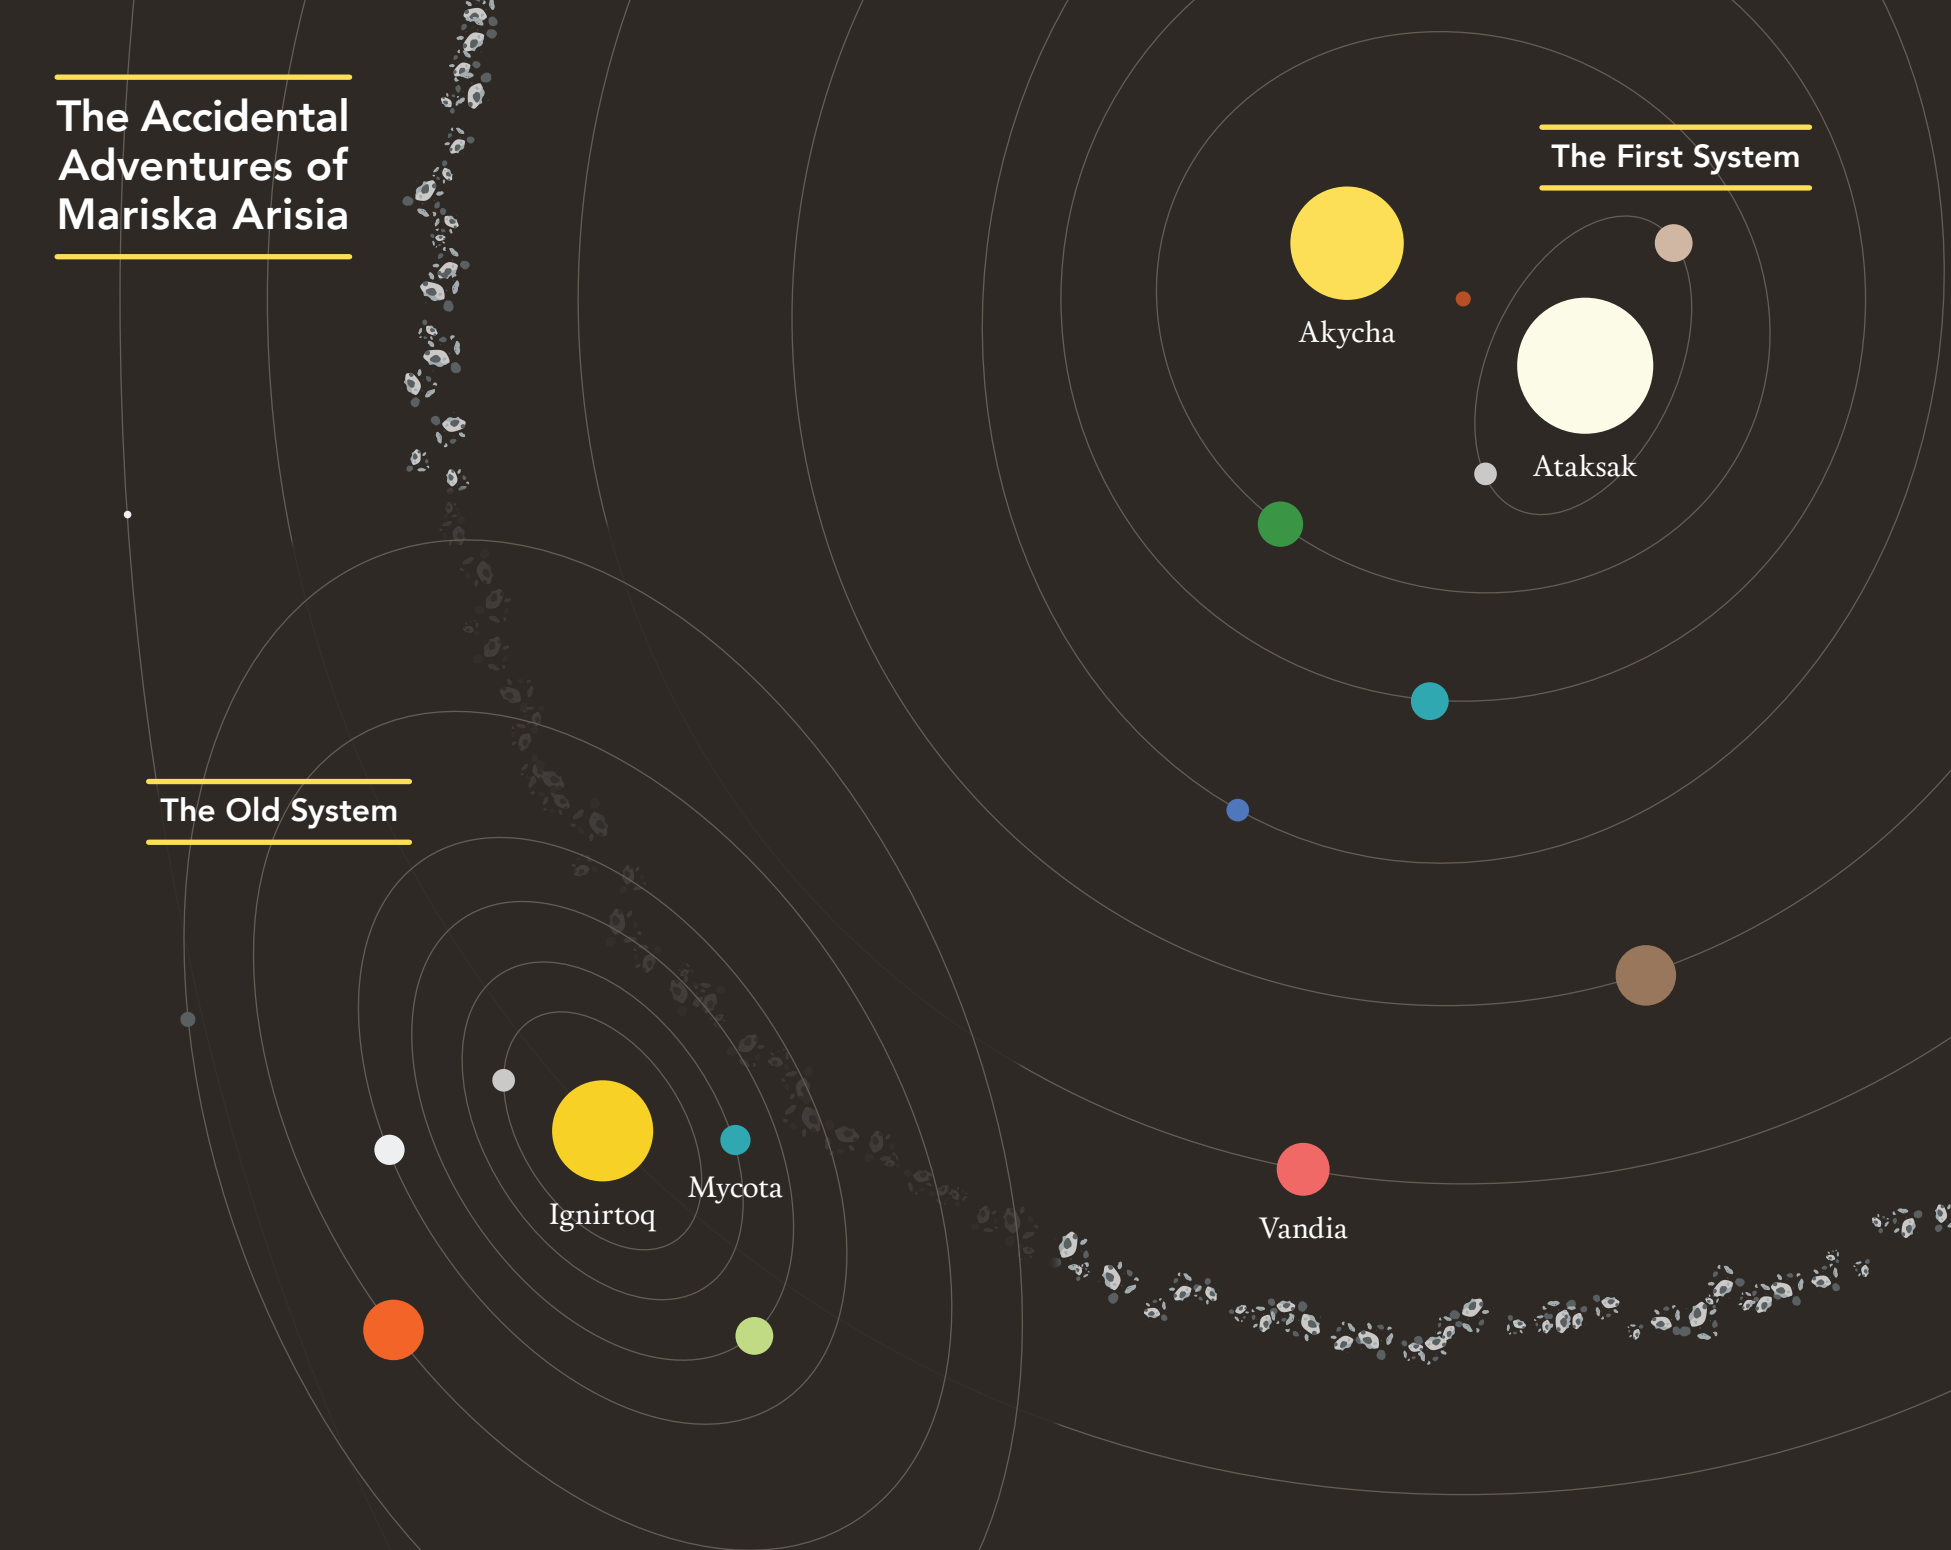 The Accidental
Adventures of
Mariska Arisia
The First System
Akycha
Ataksak
The Old System
Mycota
Ignirtoq
Vandia